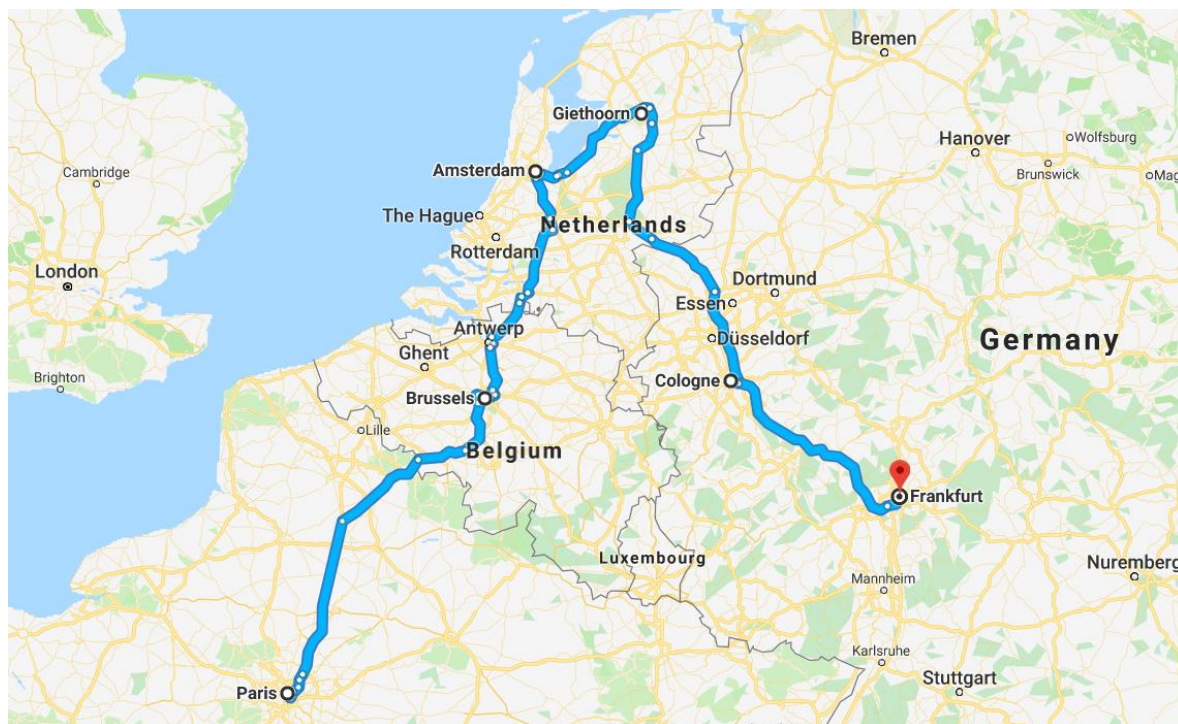 Bremen
Giethoorn
Hanover
Wolfsburg
Cambridge
Amsterdam
Brunswick
Mag
The Hague
Netherlands
Rotterdam
London
Dortmund
Essen
Antwerp
Düsseldorf
Germany
Ghent
Brighton
Cologne
Brussels
Lille
Belgium
Frankfurt
Luxembourg
Nuremberg
Mannheim
Karlsruhe
Stuttgart
Paris